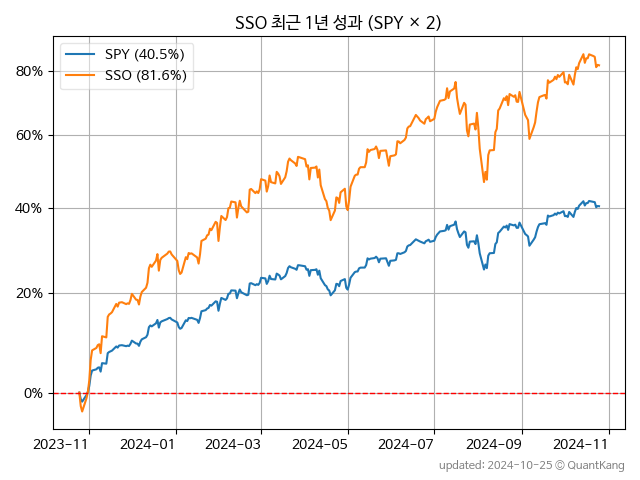 SSO 최근 1년 성과 (SPY × 2)
SPY (40.5%)
SSO (81.6%)
80%
60%
40%
20%
0%
2023−11 2024−01 2024−03 2024−05 2024−07 2024−09 2024−11
updated: 2024-10-25 © QuantKang